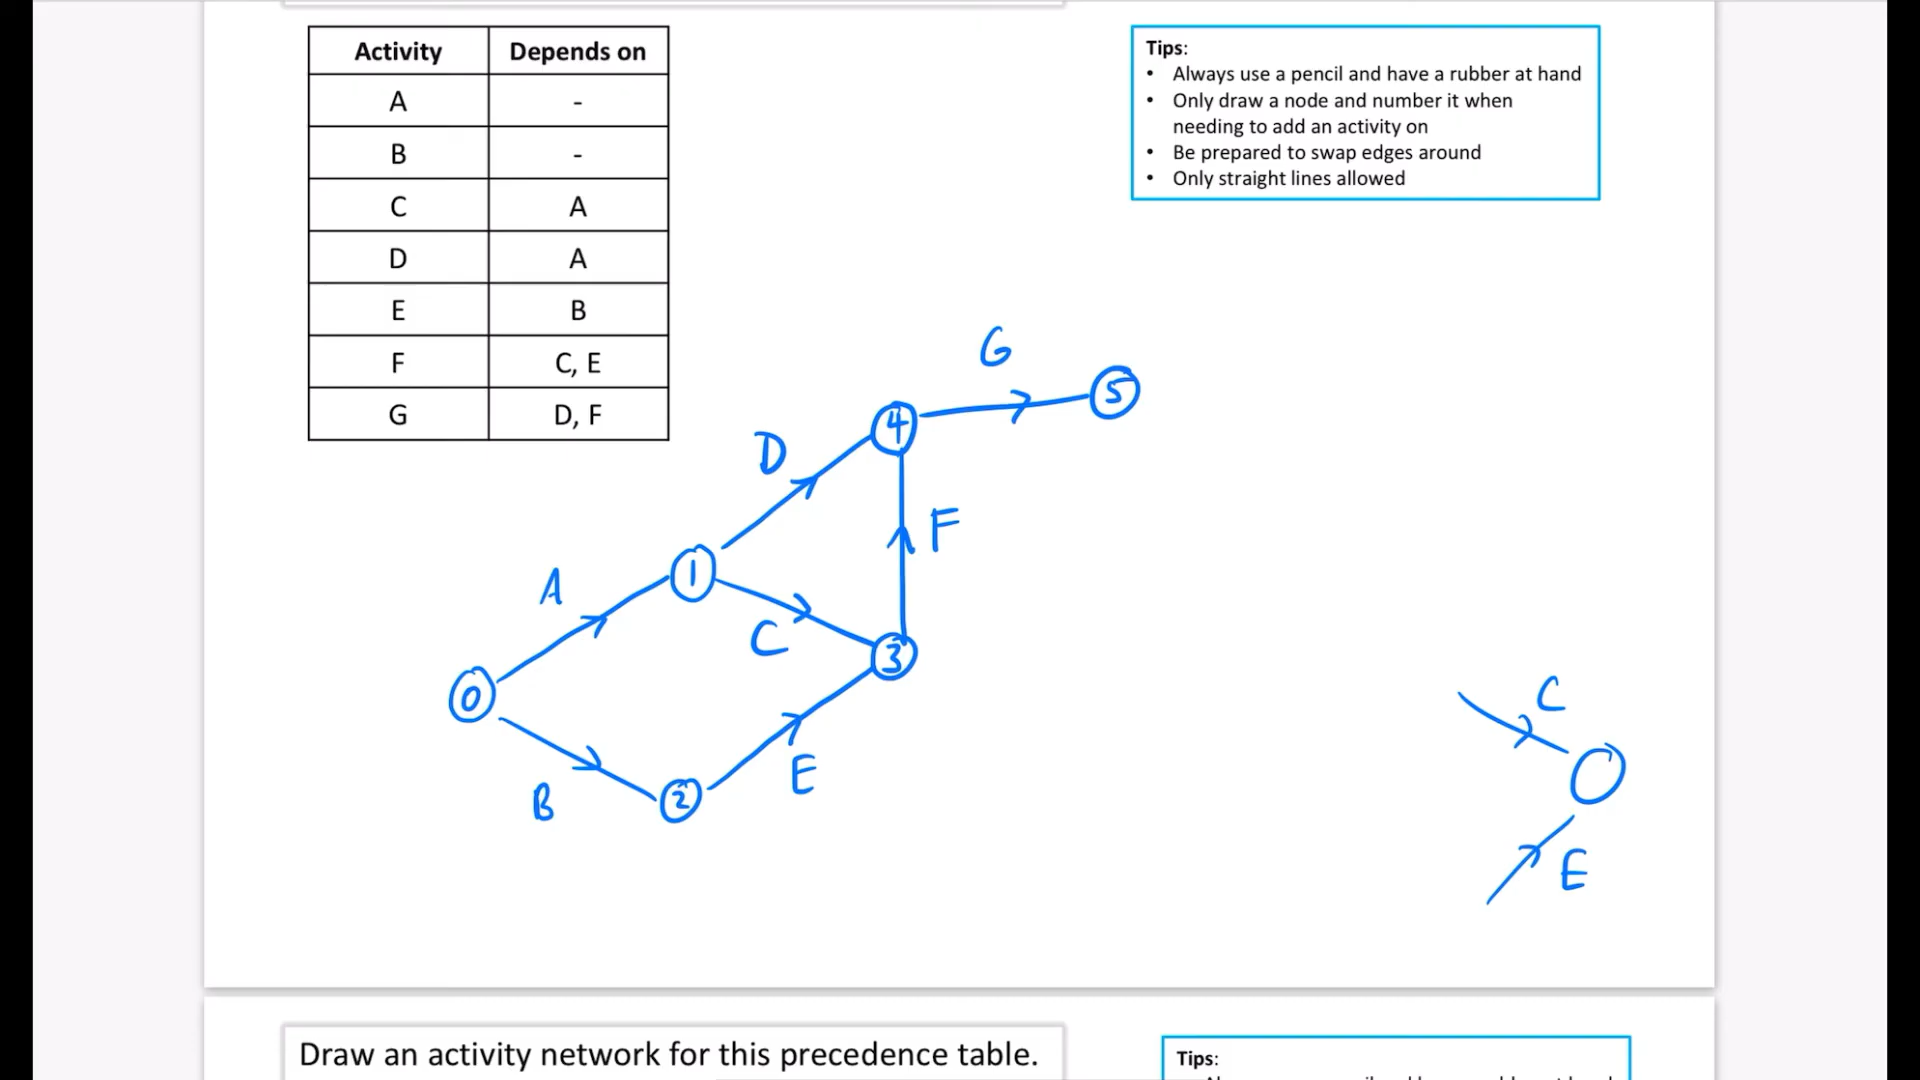 Activity Depends on
A -
B -
C A
D A
E B
F C, E
G D, F
Tips:
• Always use a pencil and have a rubber at hand
• Only draw a node and number it when
needing to add an activity on
• Be prepared to swap edges around
• Only straight lines allowed
G
5
4
D
F
A
1
C
3
0
E
B
2
C
E
Draw an activity network for this precedence table.
Tips: